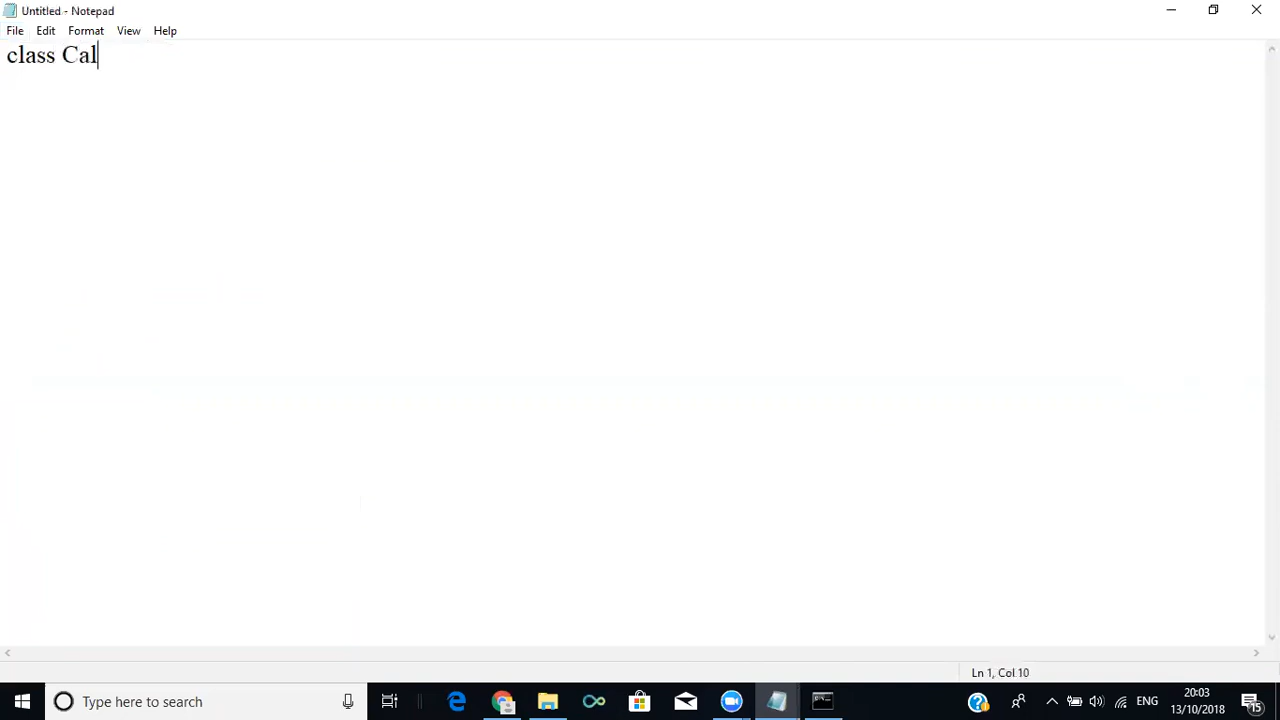 Untitled - Notepad
File Edit Format View Help
class Cal
Ln 1, Col 10
Type here to search
ENG
20:03
13/10/2018
15